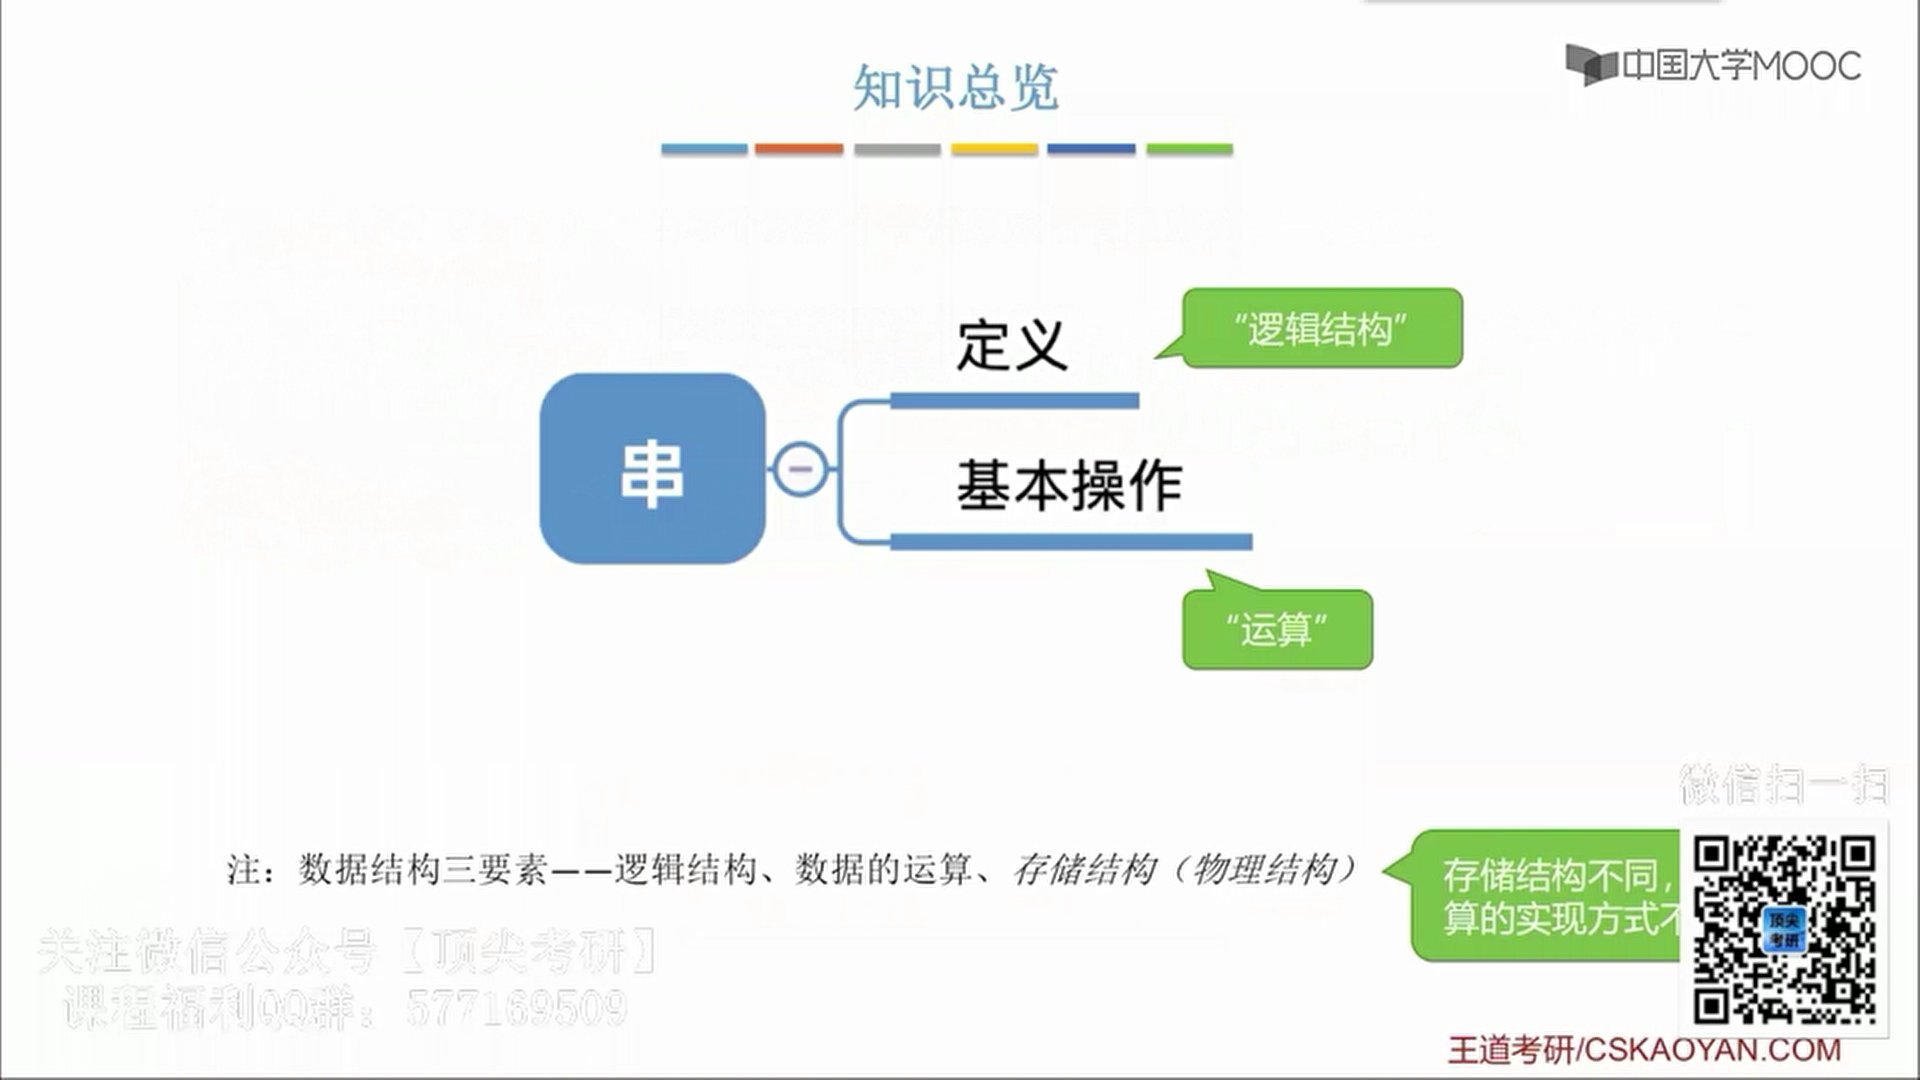 中国大学MOOC
知识总览
定义
“逻辑结构”
串
基本操作
“运算”
微信扫一扫
注：数据结构三要素——逻辑结构、数据的运算、存储结构（物理结构）
存储结构不同，
算的实现方式不
顶尖
考研
关注微信公众号【顶尖考研】
课程福利QQ群：577169509
王道考研/CSKAOYAN.COM